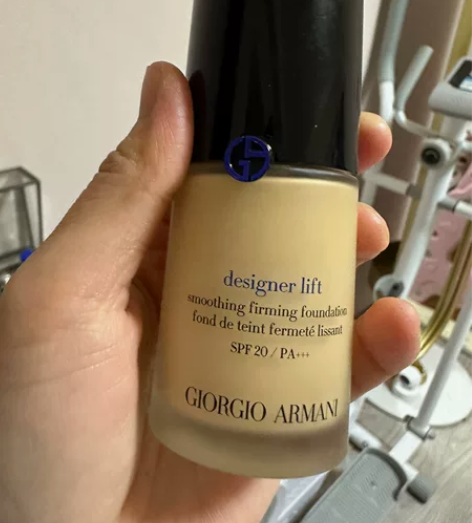 designer lift
smoothing firming foundation
fond de teint fermeté lissant
SPF 20 / PA+++
GIORGIO ARMANI